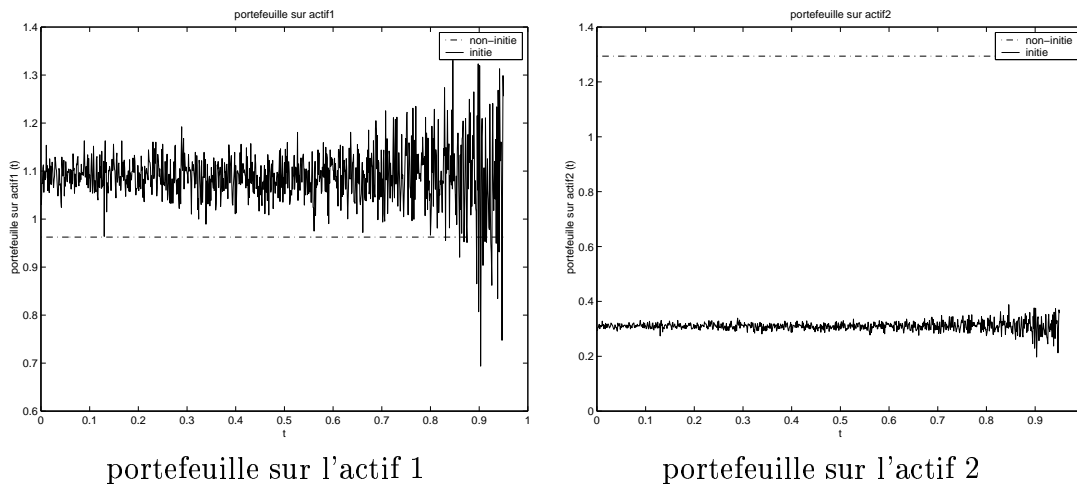 portefeuille sur actif1
1.4
1.3
1.2
1.1
1
0.9
0.8
0.7
0.6
portefeuille sur actif1 (t)
non-initie
initie
0 0.1 0.2 0.3 0.4 0.5 0.6 0.7 0.8 0.9 1
t
portefeuille sur l'actif 1
portefeuille sur actif2
1.4
1.2
1
0.8
0.6
0.4
0.2
0
portefeuille sur actif2 (t)
non-initie
initie
0 0.1 0.2 0.3 0.4 0.5 0.6 0.7 0.8 0.9
t
portefeuille sur l'actif 2